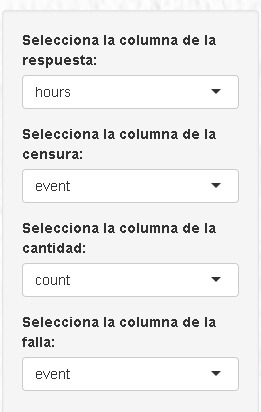 Selecciona la columna de la
respuesta:
hours
Selecciona la columna de la
censura:
event
Selecciona la columna de la
cantidad:
count
Selecciona la columna de la
falla:
event